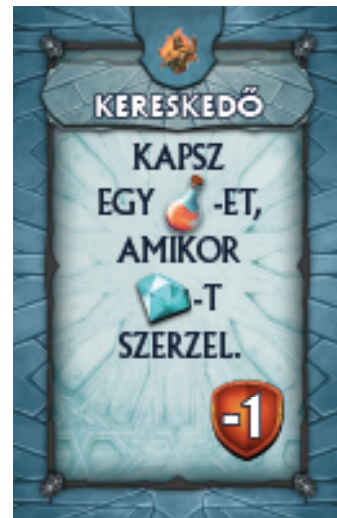 KERESKEDŐ
KAPSZ
EGY -ET,
AMIKOR
-T
SZERZEL.
-1